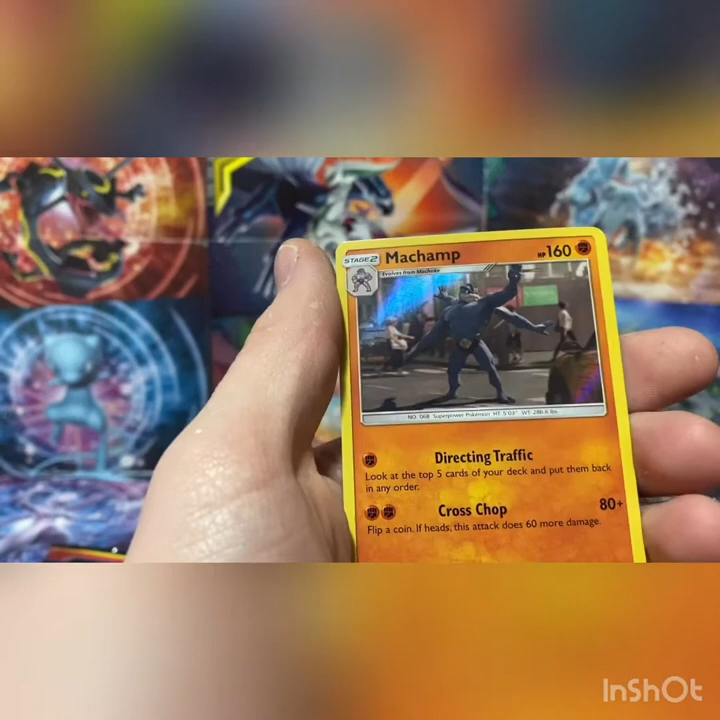 STAGE2 Machamp HP160
Evolves from Machoke
NO. 068 Superpower Pokémon HT: 5'03" WT: 286.6 lbs
Directing Traffic
Look at the top 5 cards of your deck and put them back
in any order.
Cross Chop 80+
Flip a coin. If heads, this attack does 60 more damage.
InShOt